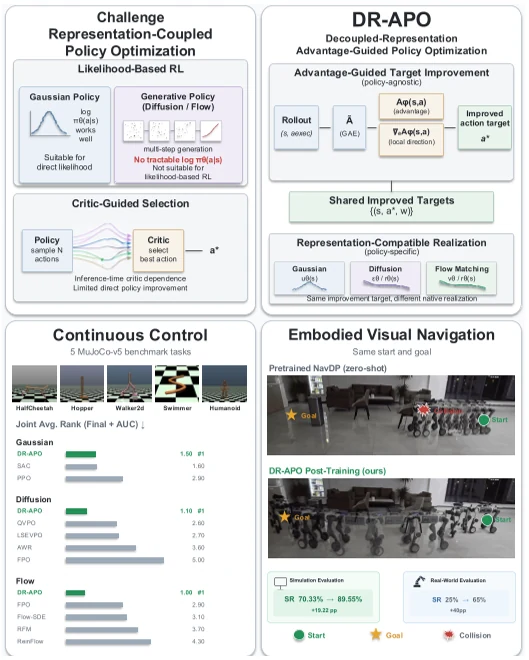 Challenge
Representation-Coupled
Policy Optimization
Likelihood-Based RL
Gaussian Policy
log
πθ(a|s)
works
well
Suitable for
direct likelihood
Generative Policy
(Diffusion / Flow)
multi-step generation
No tractable log πθ(a|s)
Not suitable for
likelihood-based RL
Critic-Guided Selection
Policy
sample N
actions
Critic
select
best action
a*
Inference-time critic dependence
Limited direct policy improvement
DR-APO
Decoupled-Representation
Advantage-Guided Policy Optimization
Advantage-Guided Target Improvement
(policy-agnostic)
Rollout
(s, aexec)
Â
(GAE)
Aφ(s,a)
(advantage)
∇ₐAφ(s,a)
(local direction)
Improved
action target
a*
Shared Improved Targets
{(s, a*, w)}
Representation-Compatible Realization
(policy-specific)
Gaussian
uθ(s)
Diffusion
εθ / rθ(s)
Flow Matching
vθ / rθ(s)
Same improvement target, different native realization
Continuous Control
5 MuJoCo-v5 benchmark tasks
HalfCheetah
Hopper
Walker2d
Swimmer
Humanoid
Joint Avg. Rank (Final + AUC) ↓
Gaussian
DR-APO 1.50 #1
SAC 1.60
PPO 2.90
Diffusion
DR-APO 1.10 #1
QVPO 2.60
LSEVPO 2.70
AWR 3.60
FPO 5.00
Flow
DR-APO 1.00 #1
FPO 2.90
Flow-SDE 3.10
RFM 3.70
ReinFlow 4.30
Embodied Visual Navigation
Same start and goal
Pretrained NavDP (zero-shot)
Goal
Start
DR-APO Post-Training (ours)
Goal
Start
Simulation Evaluation
SR 70.33% → 89.55%
+19.22 pp
Real-World Evaluation
SR 25% → 65%
+40pp
Start
Goal
Collision